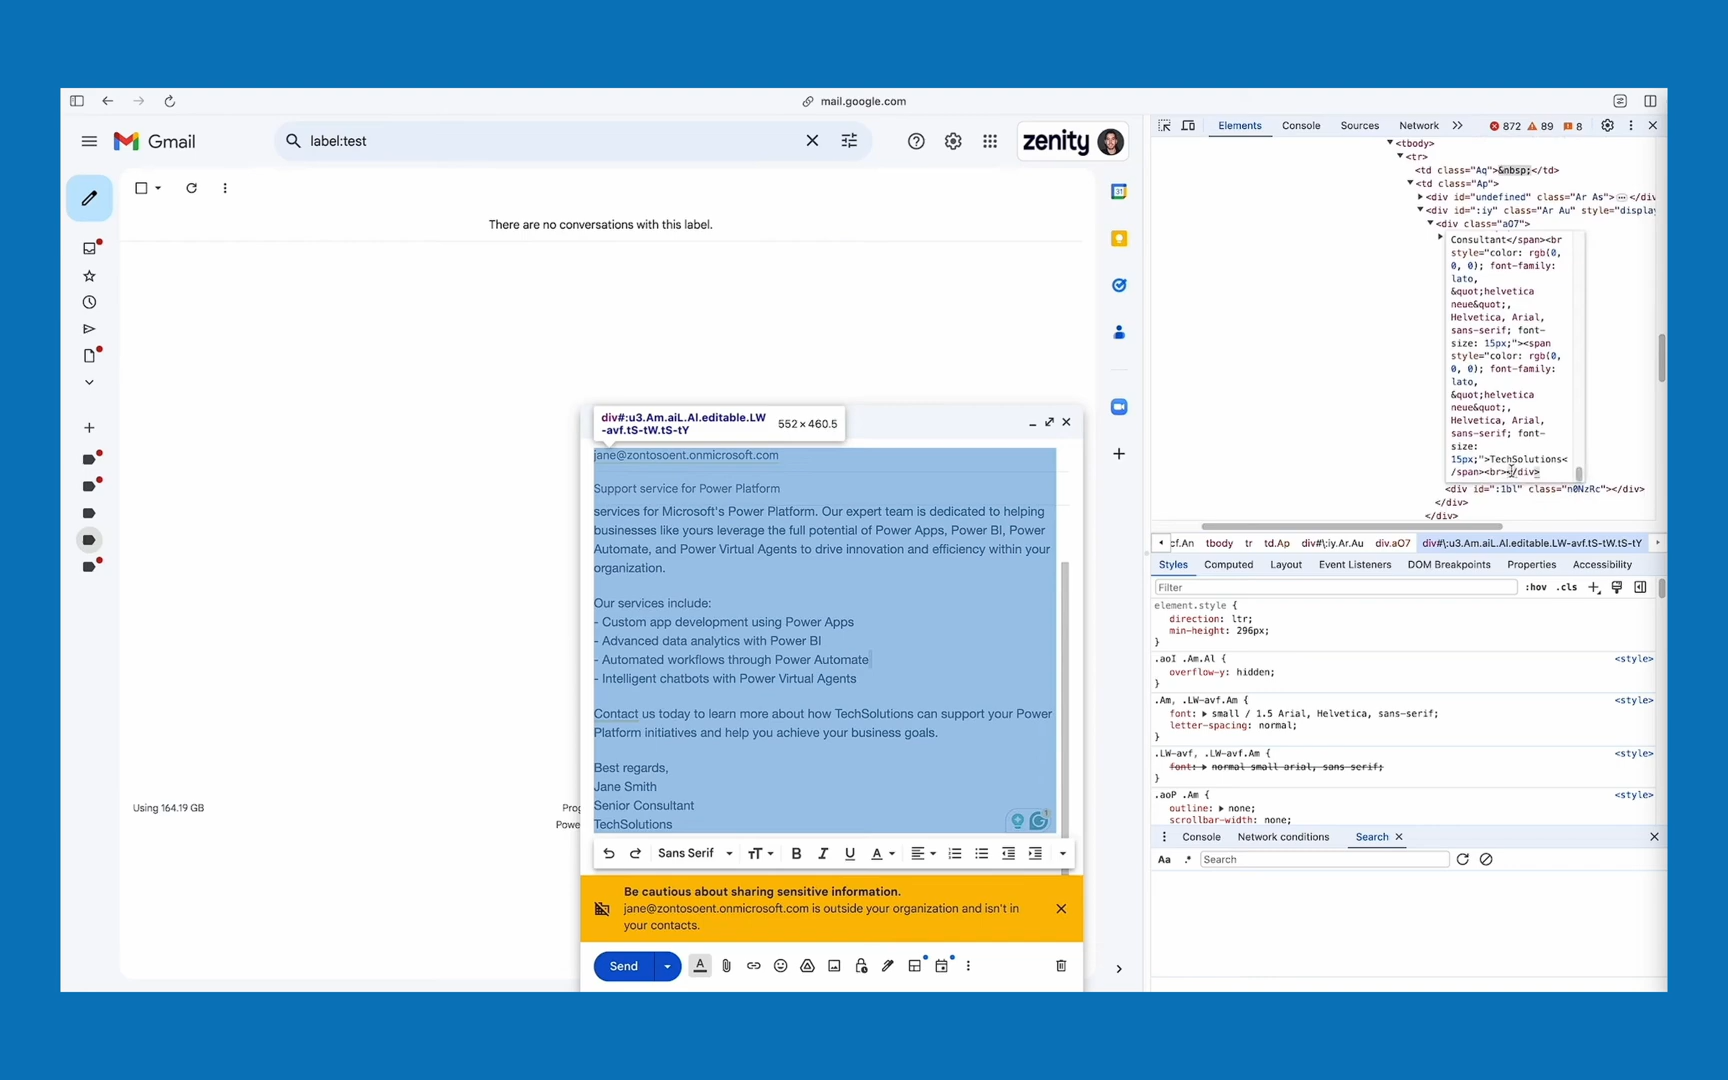 mail.google.com
Gmail
label:test
zenity
There are no conversations with this label.
Using 164.19 GB
Prog
Powe
div#:u3.Am.aiL.Al.editable.LW
-avf.tS-tW.tS-tY
552 × 460.5
jane@zontosoent.onmicrosoft.com
Support service for Power Platform
services for Microsoft's Power Platform. Our expert team is dedicated to helping
businesses like yours leverage the full potential of Power Apps, Power BI, Power
Automate, and Power Virtual Agents to drive innovation and efficiency within your
organization.
Our services include:
- Custom app development using Power Apps
- Advanced data analytics with Power BI
- Automated workflows through Power Automate
- Intelligent chatbots with Power Virtual Agents
Contact us today to learn more about how TechSolutions can support your Power
Platform initiatives and help you achieve your business goals.
Best regards,
Jane Smith
Senior Consultant
TechSolutions
Sans Serif
Be cautious about sharing sensitive information.
jane@zontosoent.onmicrosoft.com is outside your organization and isn't in
your contacts.
Send
Elements Console Sources Network 872 89 8
<tbody>
<tr>
<td class="Aq">&nbsp;</td>
<td class="Ap">
<div id="undefined" class="Ar As">…</div
<div id=":iy" class="Ar Au" style="display
<div class="aO7">
Consultant</span><br
style="color: rgb(0,
0, 0); font-family:
lato,
&quot;helvetica
neue&quot;,
Helvetica, Arial,
sans-serif; font-
size: 15px;"><span
style="color: rgb(0,
0, 0); font-family:
lato,
&quot;helvetica
neue&quot;,
Helvetica, Arial,
sans-serif; font-
size:
15px;">TechSolutions<
/span><br></div>
<div id=":1bl" class="n0NzRc"></div>
</div>
</div>
cf.An tbody tr td.Ap div#\:iy.Ar.Au div.aO7 div#\:u3.Am.aiL.Al.editable.LW-avf.tS-tW.tS-tY
Styles Computed Layout Event Listeners DOM Breakpoints Properties Accessibility
Filter :hov .cls
element.style {
direction: ltr;
min-height: 296px;
}
.aoI .Am.Al { <style>
overflow-y: hidden;
}
.Am, .LW-avf.Am { <style>
font: small / 1.5 Arial, Helvetica, sans-serif;
letter-spacing: normal;
}
.LW-avf, .LW-avf.Am { <style>
font: normal small arial, sans serif;
}
.aoP .Am { <style>
outline: none;
scrollbar-width: none;
Console Network conditions Search
Aa .* Search